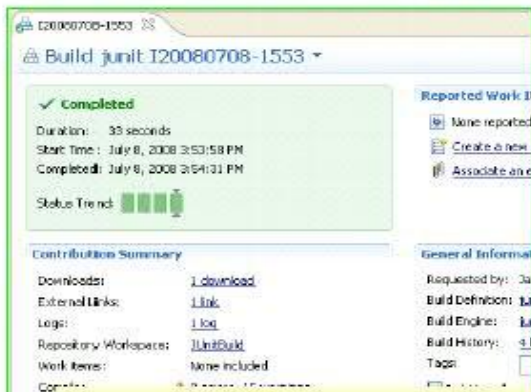 I20080708-1553
Build junit I20080708-1553
Completed
Duration: 33 seconds
Start Time: July 8, 2008 3:53:58 PM
Completed: July 8, 2008 3:54:31 PM
Status Trend:
Reported Work
None reported
Create a new
Associate an
Contribution Summary
Downloads: 1 download
External Links: 1 link
Logs: 1 log
Repository Workspace: JUnitBuild
Work Items: None included
General
Requested by:
Build Definition:
Build Engine:
Build History: 4
Tags: